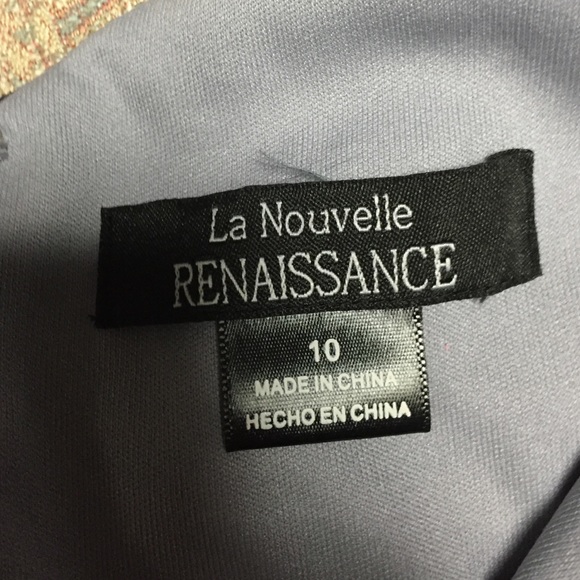 La Nouvelle
RENAISSANCE
10
MADE IN CHINA
HECHO EN CHINA